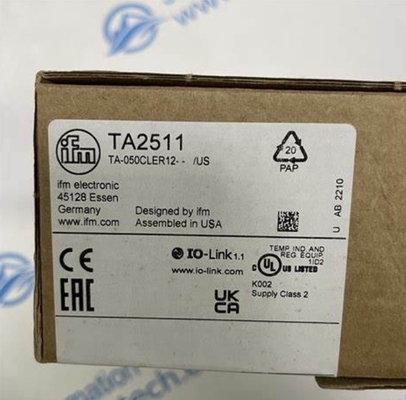 ifm
TA2511
TA-050CLER12- - /US
ifm electronic
45128 Essen
Germany
www.ifm.com
Designed by ifm
Assembled in USA
20
PAP
U AB 2210
CE
EAC
IO-Link 1.1
www.io-link.com
UK
CA
TEMP. IND AND
REG. EQUIP.
1ID2
c UL US LISTED
K002
Supply Class 2